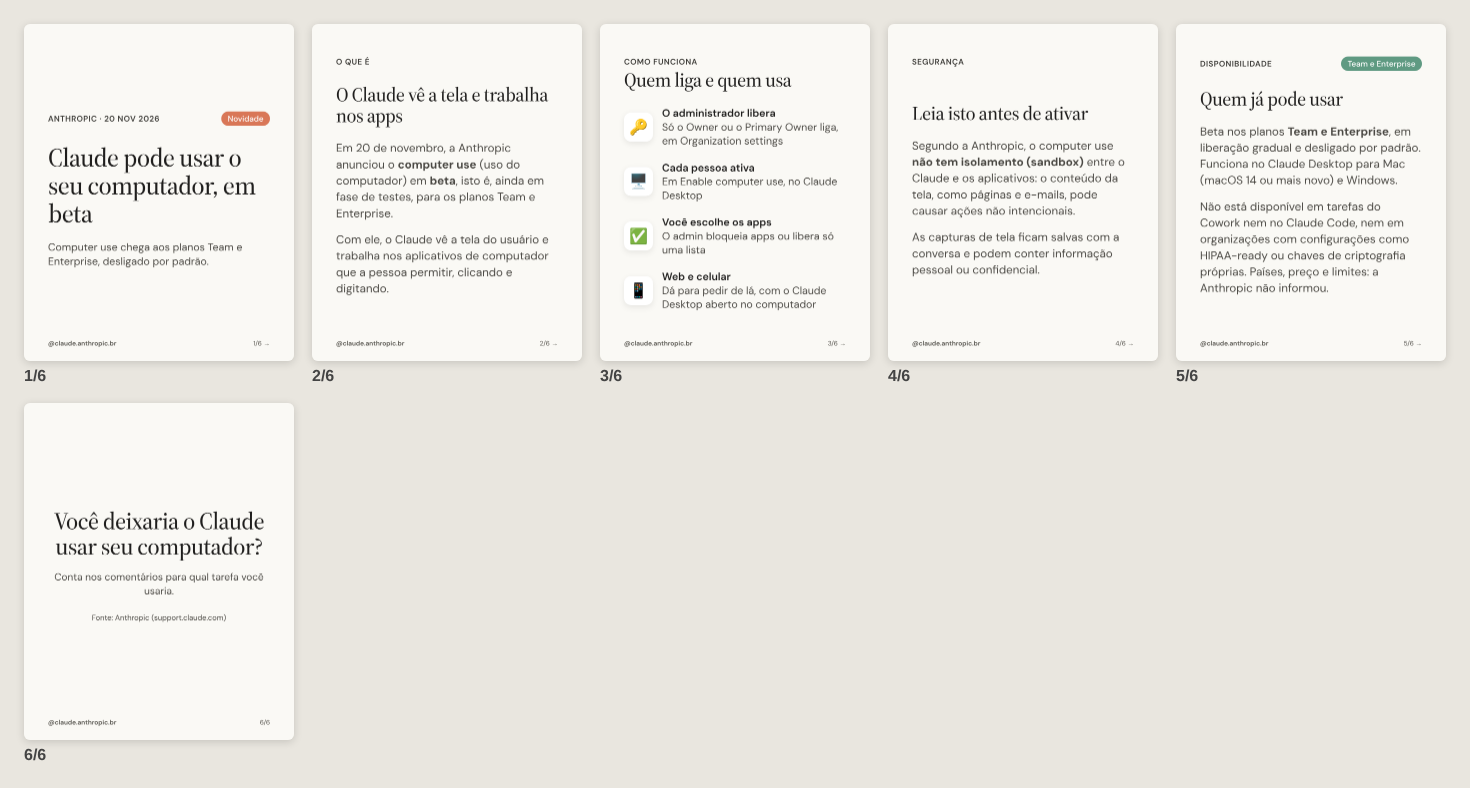 ANTHROPIC · 20 NOV 2026
Novidade
Claude pode usar o
seu computador, em
beta
Computer use chega aos planos Team e
Enterprise, desligado por padrão.
@claude.anthropic.br
1/6 →
1/6
O QUE É
O Claude vê a tela e trabalha
nos apps
Em 20 de novembro, a Anthropic
anunciou o computer use (uso do
computador) em beta, isto é, ainda em
fase de testes, para os planos Team e
Enterprise.
Com ele, o Claude vê a tela do usuário e
trabalha nos aplicativos de computador
que a pessoa permitir, clicando e
digitando.
@claude.anthropic.br
2/6 →
2/6
COMO FUNCIONA
Quem liga e quem usa
O administrador libera
Só o Owner ou o Primary Owner liga,
em Organization settings
Cada pessoa ativa
Em Enable computer use, no Claude
Desktop
Você escolhe os apps
O admin bloqueia apps ou libera só
uma lista
Web e celular
Dá para pedir de lá, com o Claude
Desktop aberto no computador
@claude.anthropic.br
3/6 →
3/6
SEGURANÇA
Leia isto antes de ativar
Segundo a Anthropic, o computer use
não tem isolamento (sandbox) entre o
Claude e os aplicativos: o conteúdo da
tela, como páginas e e-mails, pode
causar ações não intencionais.
As capturas de tela ficam salvas com a
conversa e podem conter informação
pessoal ou confidencial.
@claude.anthropic.br
4/6 →
4/6
DISPONIBILIDADE
Team e Enterprise
Quem já pode usar
Beta nos planos Team e Enterprise, em
liberação gradual e desligado por padrão.
Funciona no Claude Desktop para Mac
(macOS 14 ou mais novo) e Windows.
Não está disponível em tarefas do
Cowork nem no Claude Code, nem em
organizações com configurações como
HIPAA-ready ou chaves de criptografia
próprias. Países, preço e limites: a
Anthropic não informou.
@claude.anthropic.br
5/6 →
5/6
Você deixaria o Claude
usar seu computador?
Conta nos comentários para qual tarefa você
usaria.
Fonte: Anthropic (support.claude.com)
@claude.anthropic.br
6/6
6/6